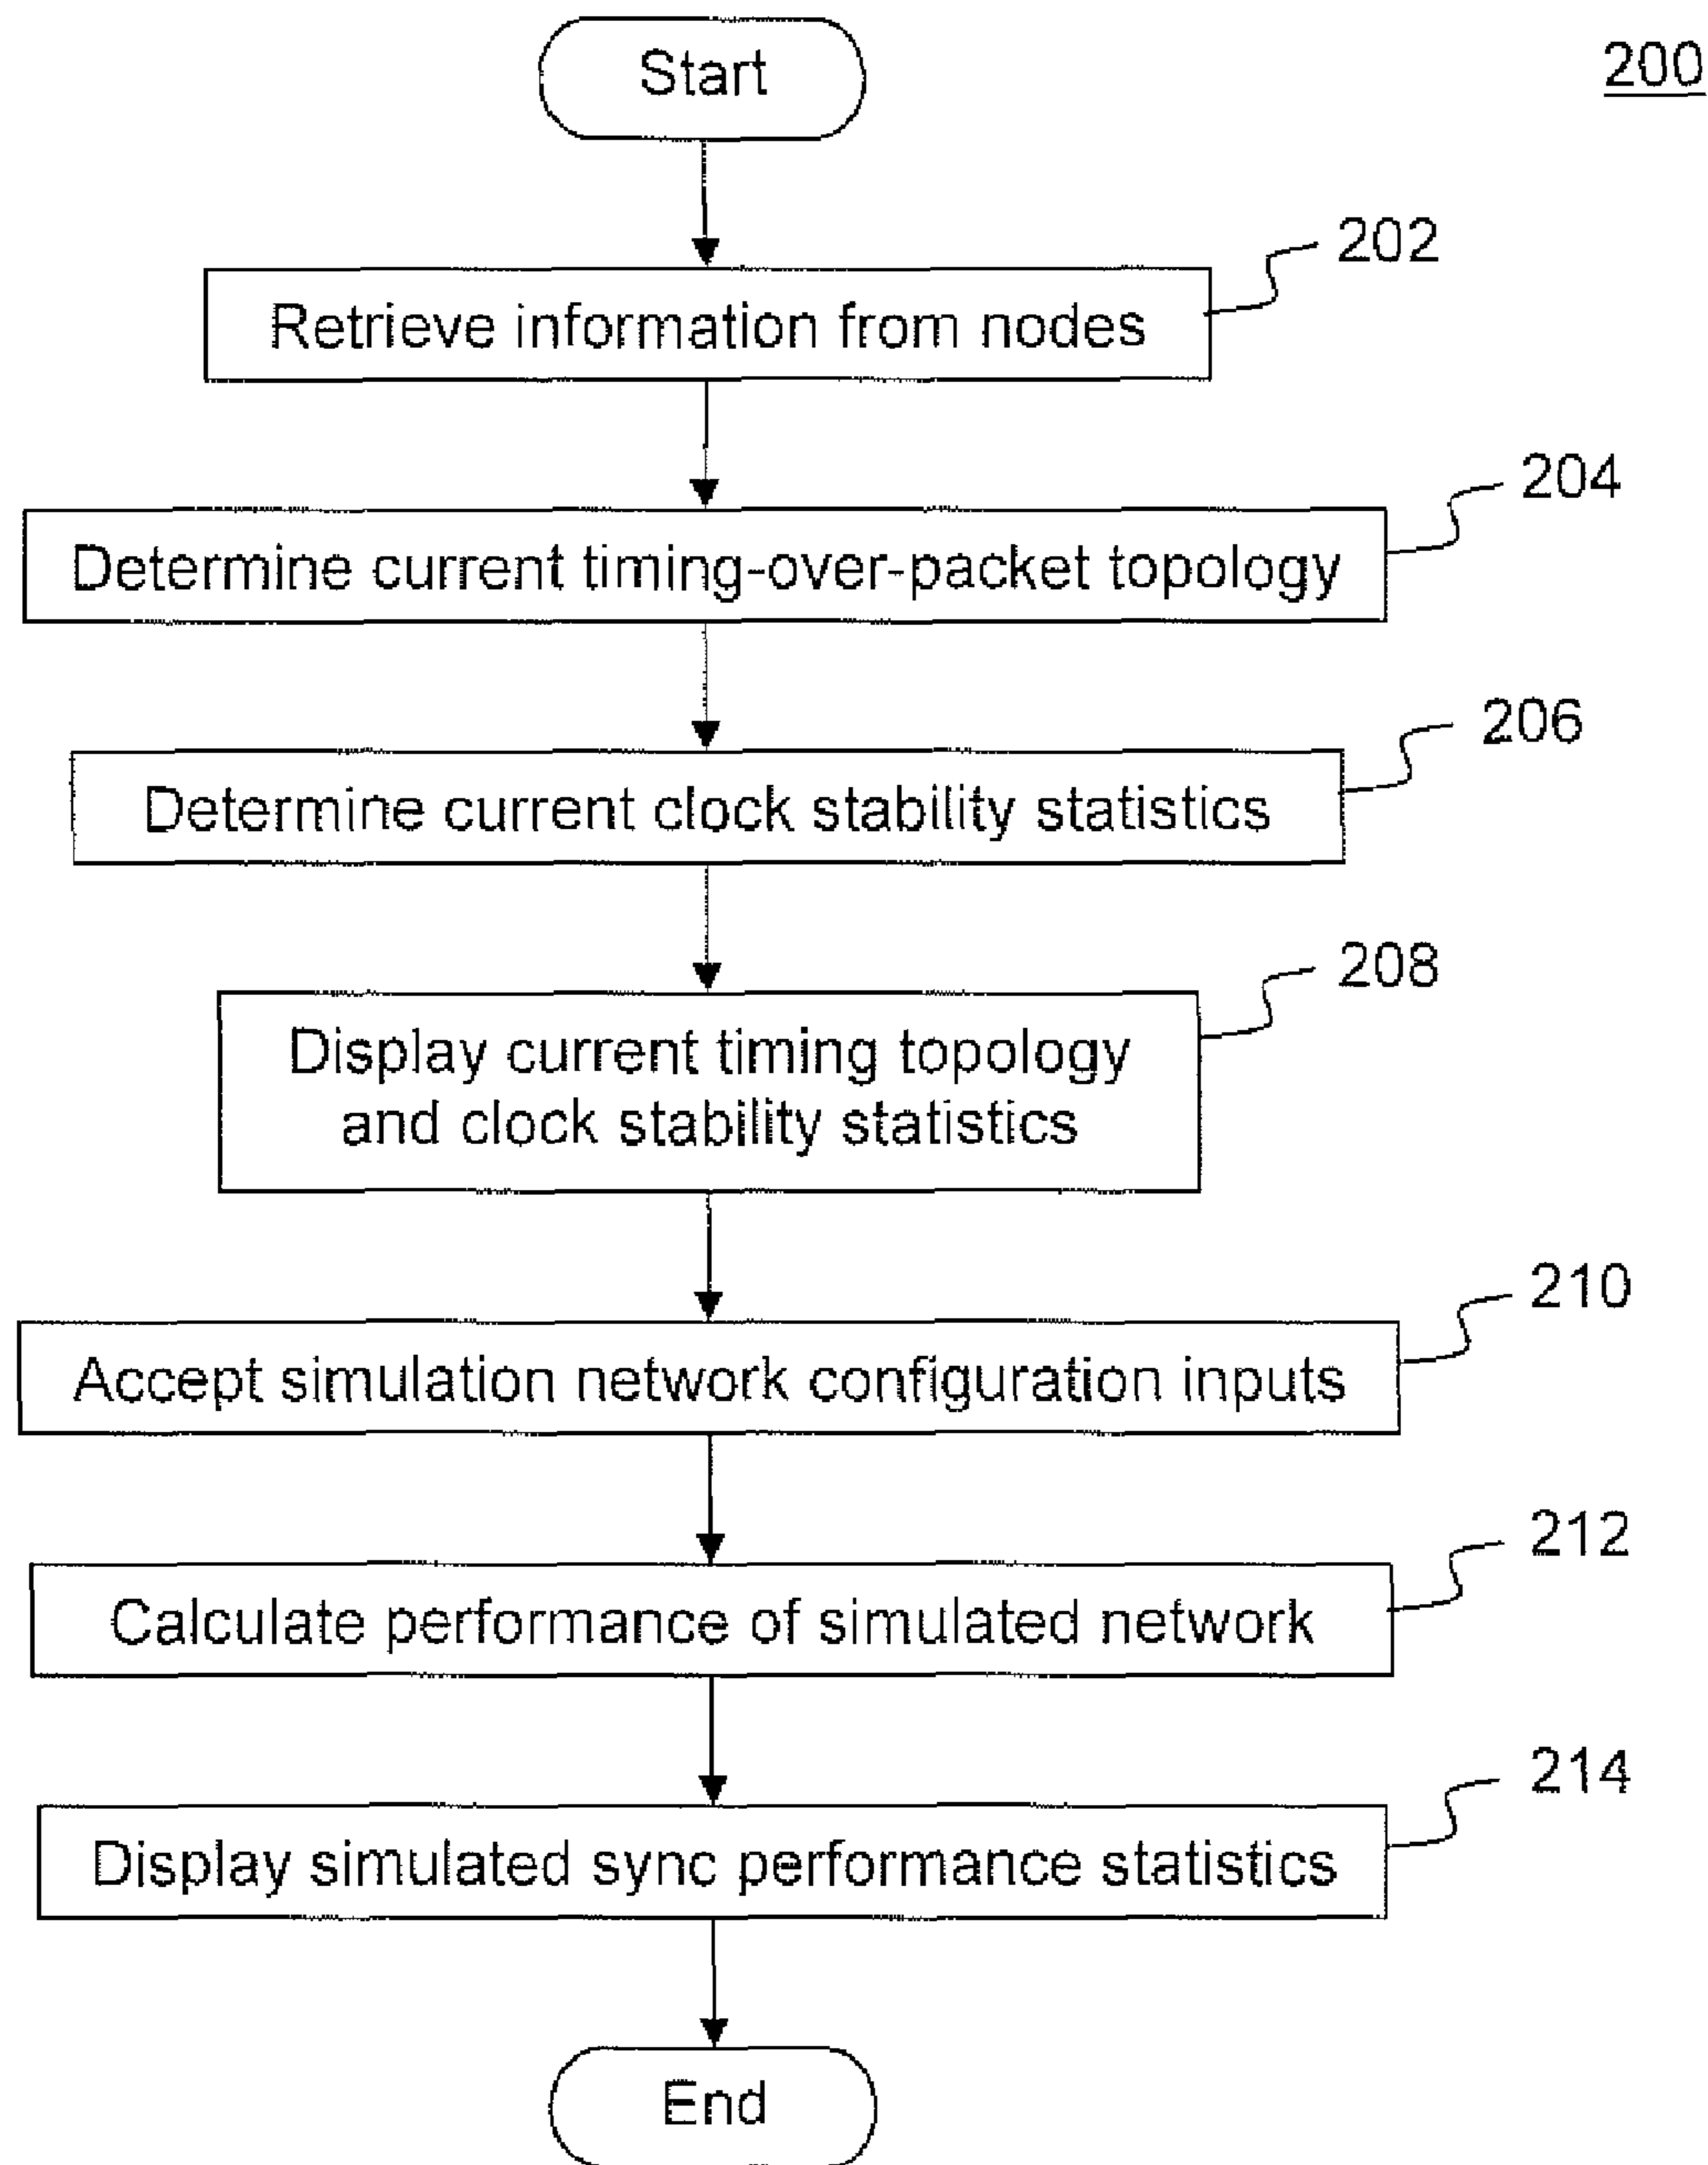 Start
200
202
Retrieve information from nodes
204
Determine current timing-over-packet topology
206
Determine current clock stability statistics
208
Display current timing topology
and clock stability statistics
210
Accept simulation network configuration inputs
212
Calculate performance of simulated network
214
Display simulated sync performance statistics
End